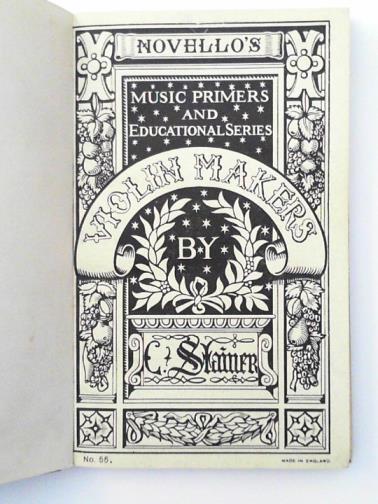 NOVELLO'S
MUSIC PRIMERS
AND
EDUCATIONAL SERIES
VIOLIN MAKERS
BY
C. Stainer
No. 55.
MADE IN ENGLAND.